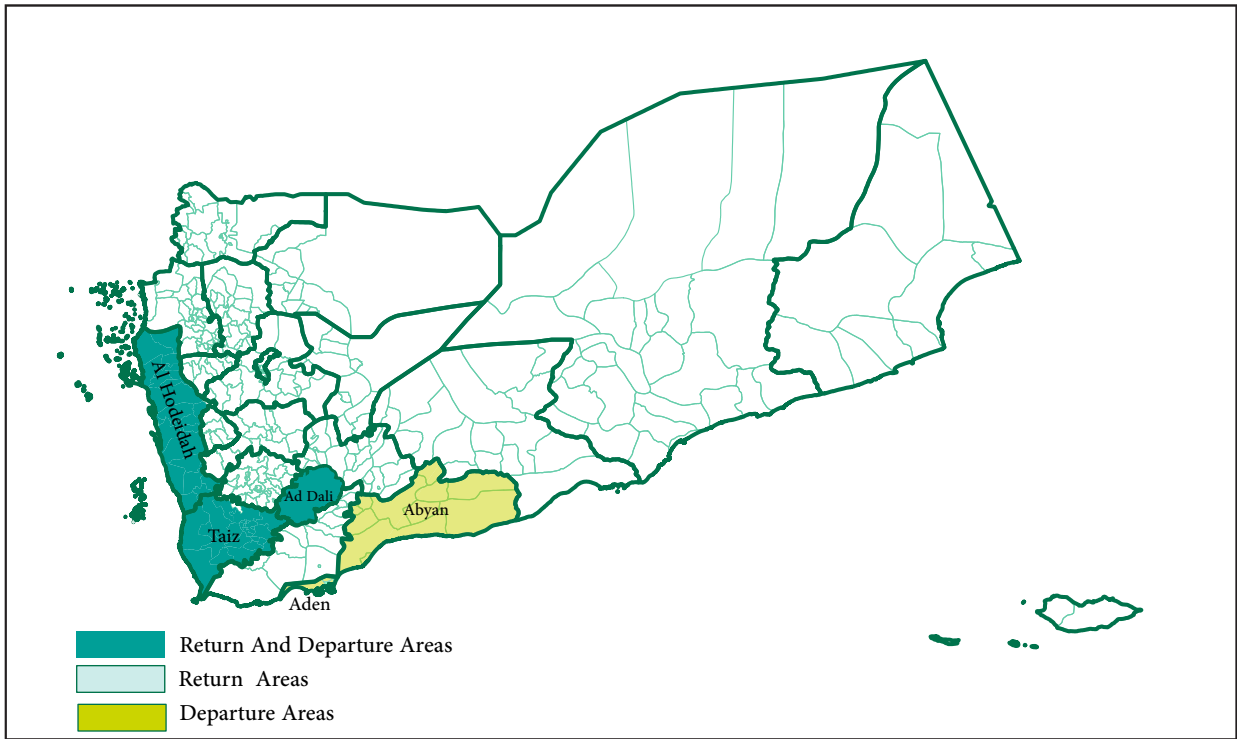 Al Hodeidah
Ad Dali
Abyan
Taiz
Aden
Return And Departure Areas
Return Areas
Departure Areas